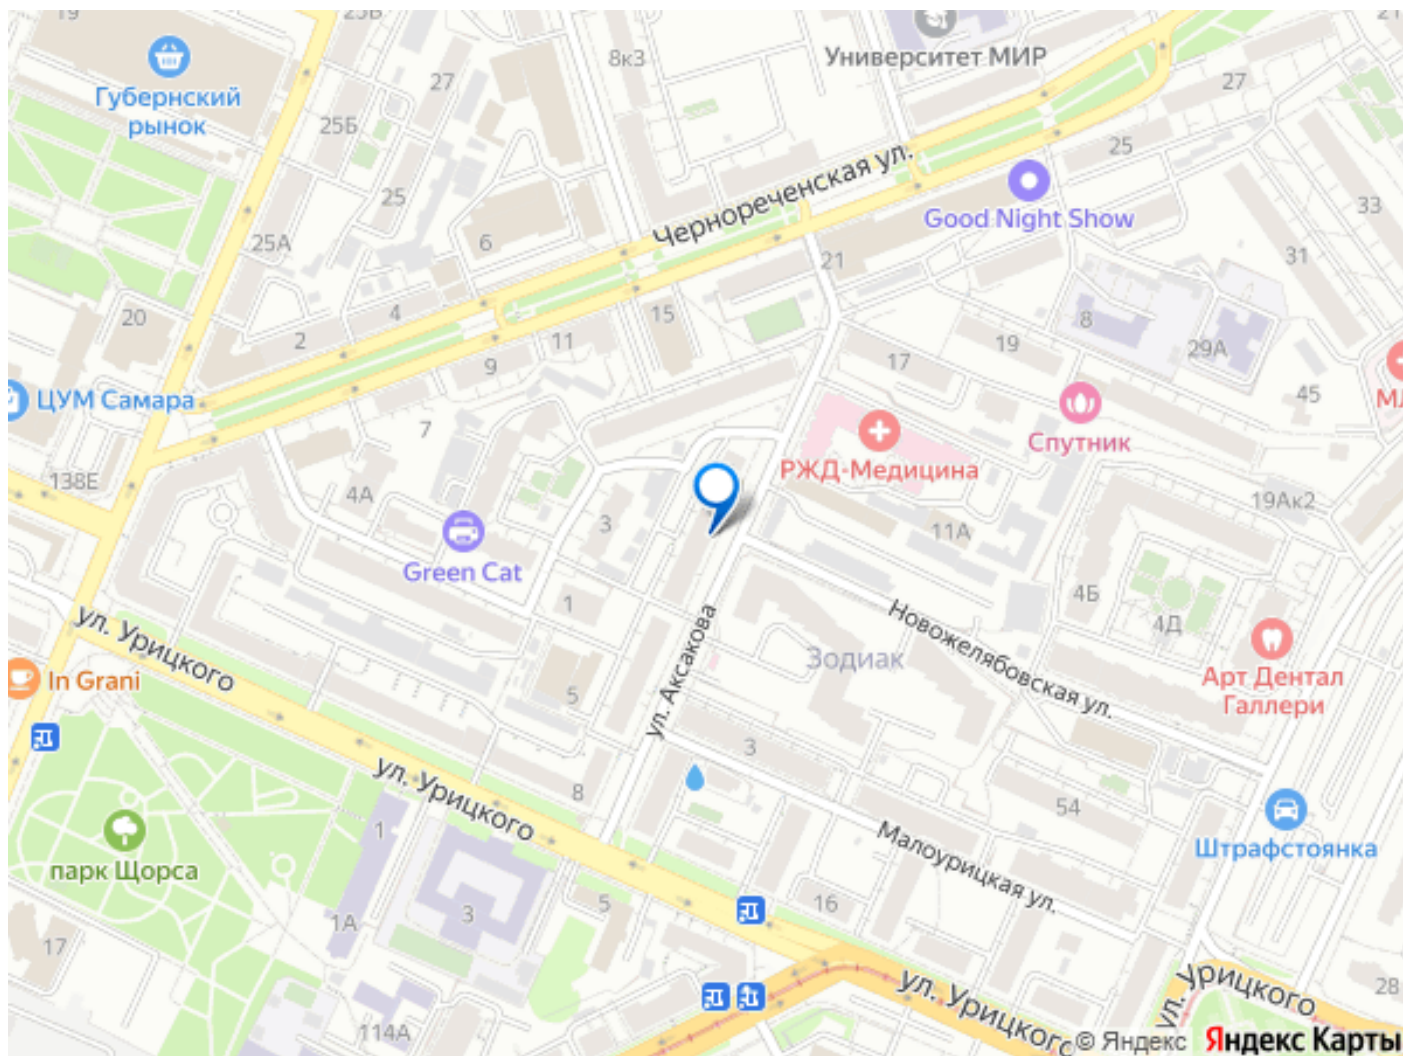 19
25Б
8к3
Университет МИР
21
27
27
Губернский
рынок
25Б
25
25
Чернореченская ул.
33
Good Night Show
25А
6
21
31
20
4
15
8
2
11
17
19
29А
9
45
ЦУМ Самара
7
МЛ
Спутник
РЖД-Медицина
138Е
4А
3
19Ак2
11А
Green Cat
1
4Б
4Д
ул. Урицкого
ул. Аксакова
Новожелябовская ул.
Зодиак
In Grani
5
Арт Дентал
Галлери
3
ул. Урицкого
8
54
1
Малоурицкая ул.
Штрафстоянка
парк Щорса
1А
3
5
16
17
ул. Урицкого
ул. Урицкого
28
114А
© Яндекс Яндекс Карты